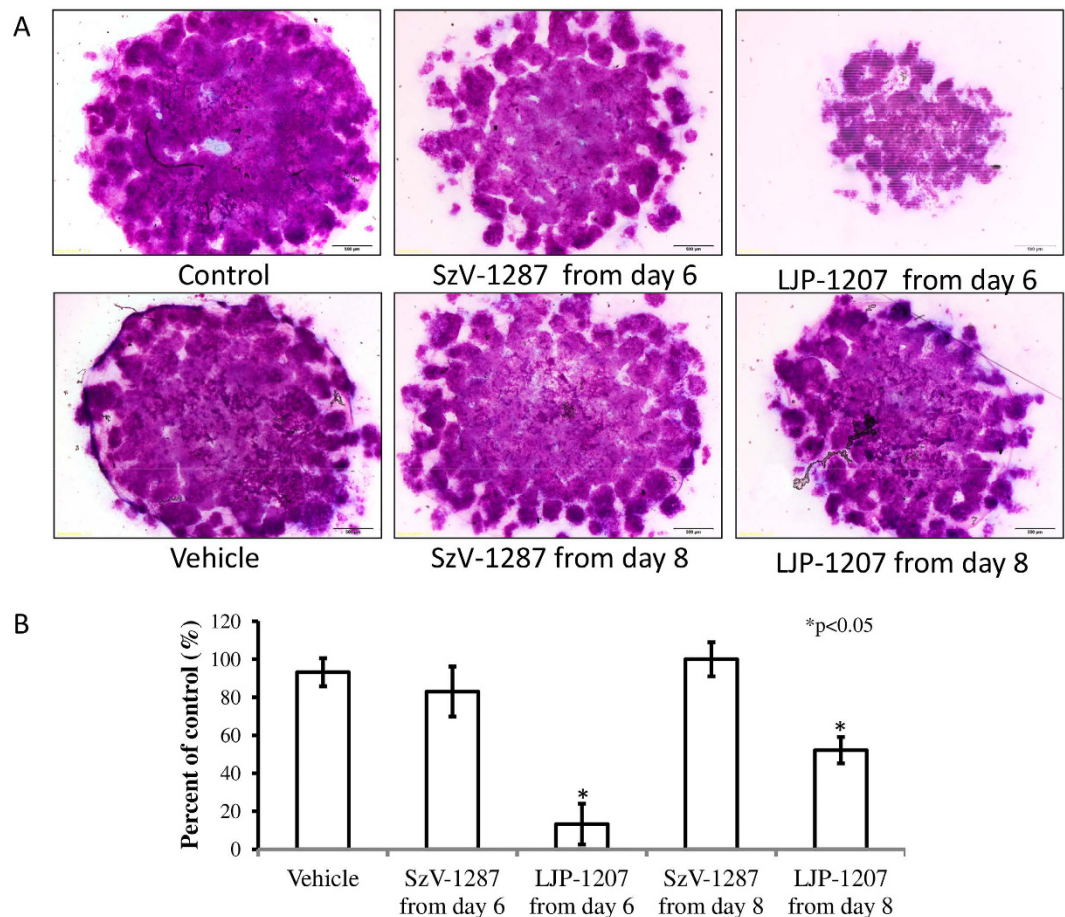 A
Control
SzV-1287 from day 6
LJP-1207 from day 6
Vehicle
SzV-1287 from day 8
LJP-1207 from day 8
B
*p<0.05
Percent of control (%)
120
100
80
60
40
20
0
*
*
Vehicle
SzV-1287
from day 6
LJP-1207
from day 6
SzV-1287
from day 8
LJP-1207
from day 8